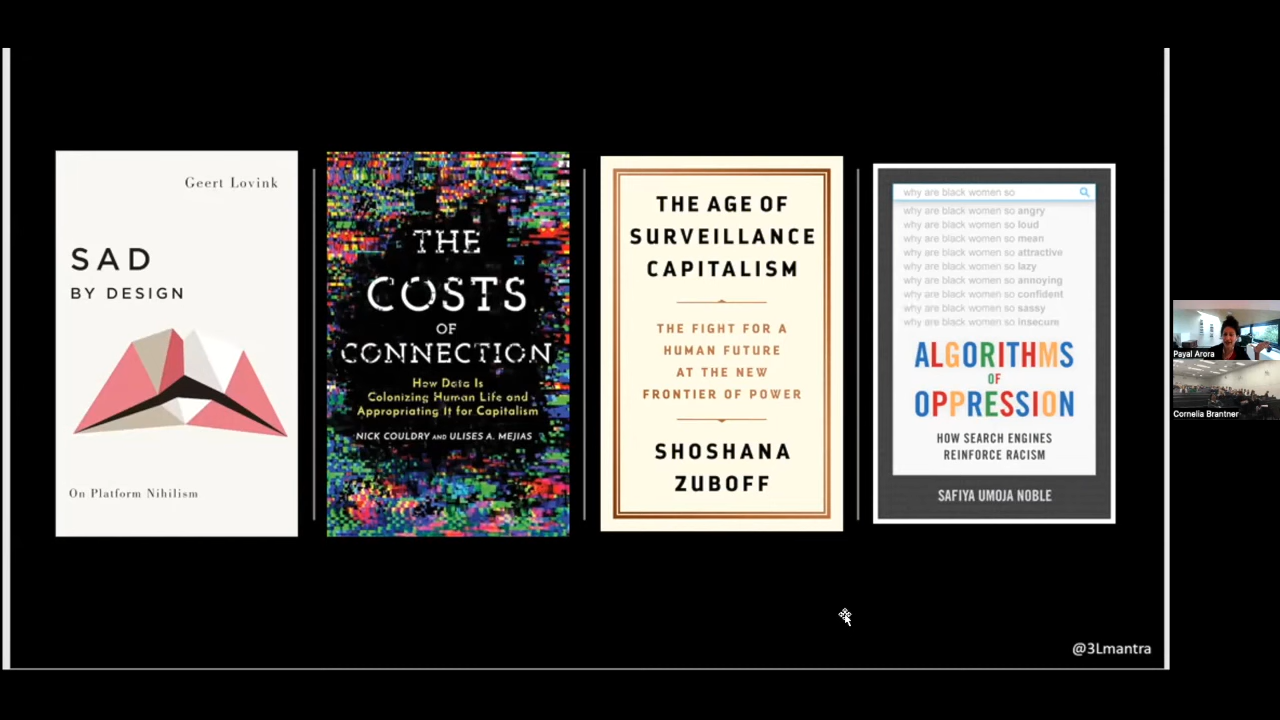 Geert Lovink
SAD
BY DESIGN
On Platform Nihilism
THE
COSTS
OF
CONNECTION
How Data Is
Colonizing Human Life and
Appropriating It for Capitalism
NICK COULDRY AND ULISES A. MEJIAS
THE AGE OF
SURVEILLANCE
CAPITALISM
THE FIGHT FOR A
HUMAN FUTURE
AT THE NEW
FRONTIER OF POWER
SHOSHANA
ZUBOFF
why are black women so
why are black women so angry
why are black women so loud
why are black women so mean
why are black women so attractive
why are black women so lazy
why are black women so annoying
why are black women so confident
why are black women so sassy
why are black women so insecure
ALGORITHMS
OF
OPPRESSION
HOW SEARCH ENGINES
REINFORCE RACISM
SAFIYA UMOJA NOBLE
@3Lmantra
Payal Arora
Cornelia Brantner